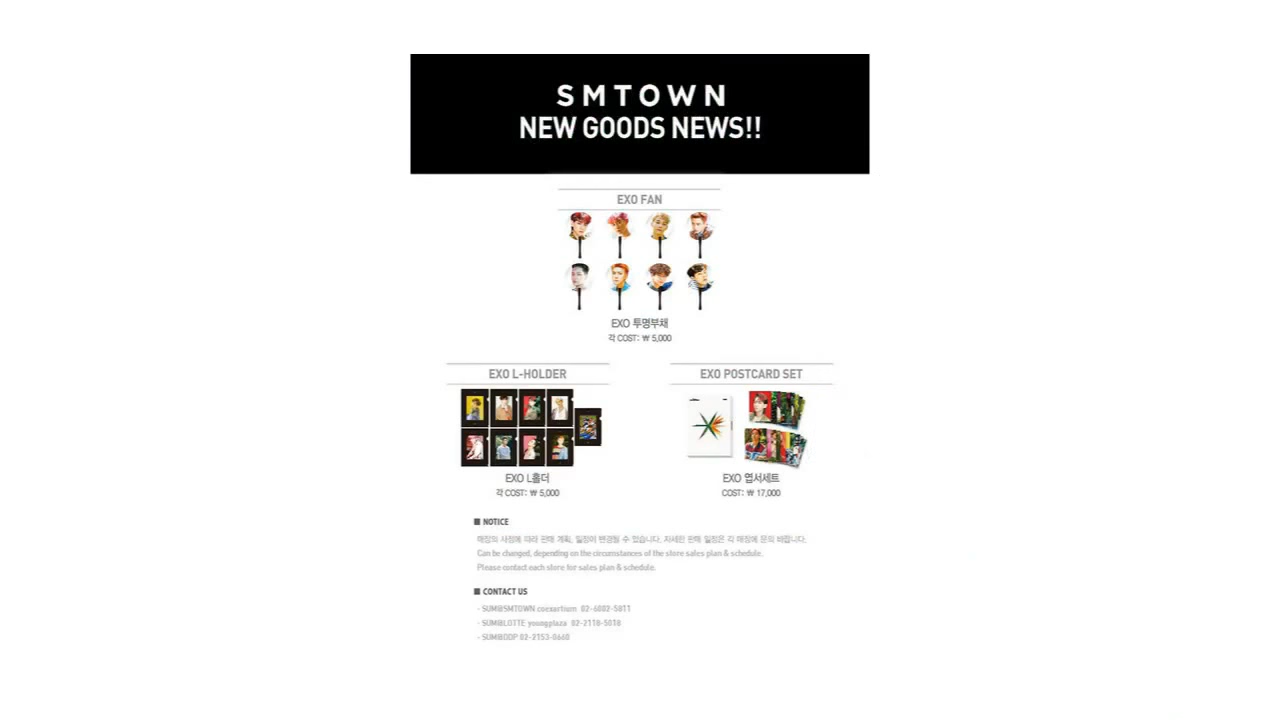 SMTOWN
NEW GOODS NEWS!!
EXO FAN
EXO 투명부채
각 COST: ₩ 5,000
EXO L-HOLDER
EXO L홀더
각 COST: ₩ 5,000
EXO POSTCARD SET
EXO 엽서세트
COST: ₩ 17,000
■ NOTICE
매장의 사정에 따라 판매 계획, 일정이 변경될 수 있습니다. 자세한 판매 일정은 각 매장에 문의 바랍니다.
Can be changed, depending on the circumstances of the store sales plan & schedule.
Please contact each store for sales plan & schedule.
■ CONTACT US
- SUM@SMTOWN coexartium 02-6002-5811
- SUM@LOTTE youngplaza 02-2118-5018
- SUM@DDP 02-2153-0660